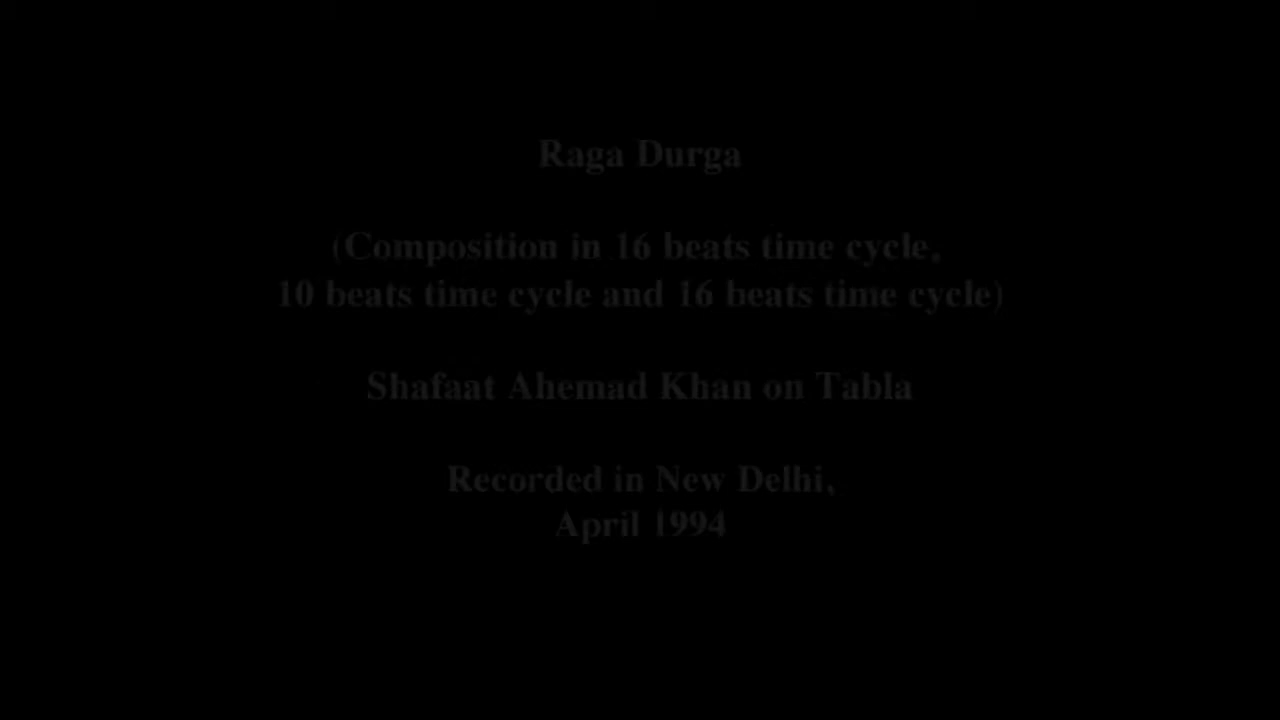 Raga Durga
(Composition in 16 beats time cycle,
10 beats time cycle and 16 beats time cycle)
Shafaat Ahemad Khan on Tabla
Recorded in New Delhi,
April 1994